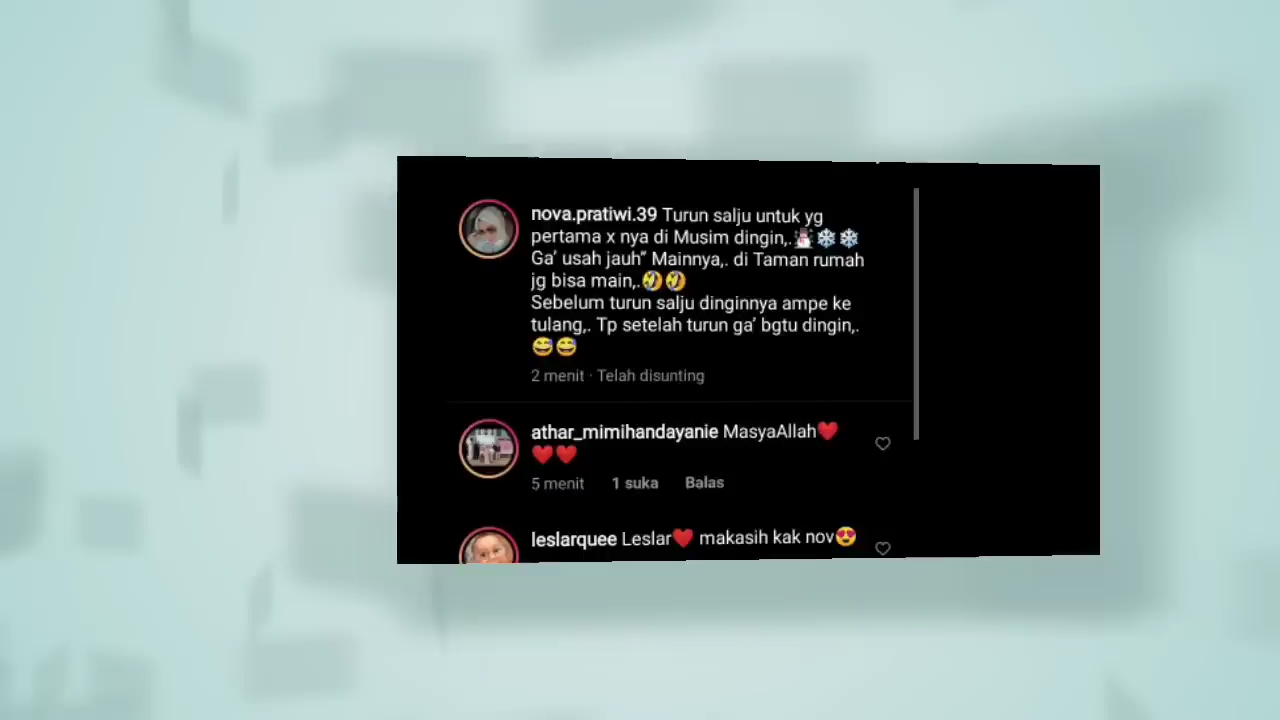 nova.pratiwi.39 Turun salju untuk yg
pertama x nya di Musim dingin,.⛄❄️❄️
Ga’ usah jauh” Mainnya,. di Taman rumah
jg bisa main,.🤣🤣
Sebelum turun salju dinginnya ampe ke
tulang,. Tp setelah turun ga’ bgtu dingin,.
😅😅
2 menit · Telah disunting
athar_mimihandayanie MasyaAllah❤️
❤️❤️
5 menit 1 suka Balas
leslarquee Leslar❤️ makasih kak nov😍